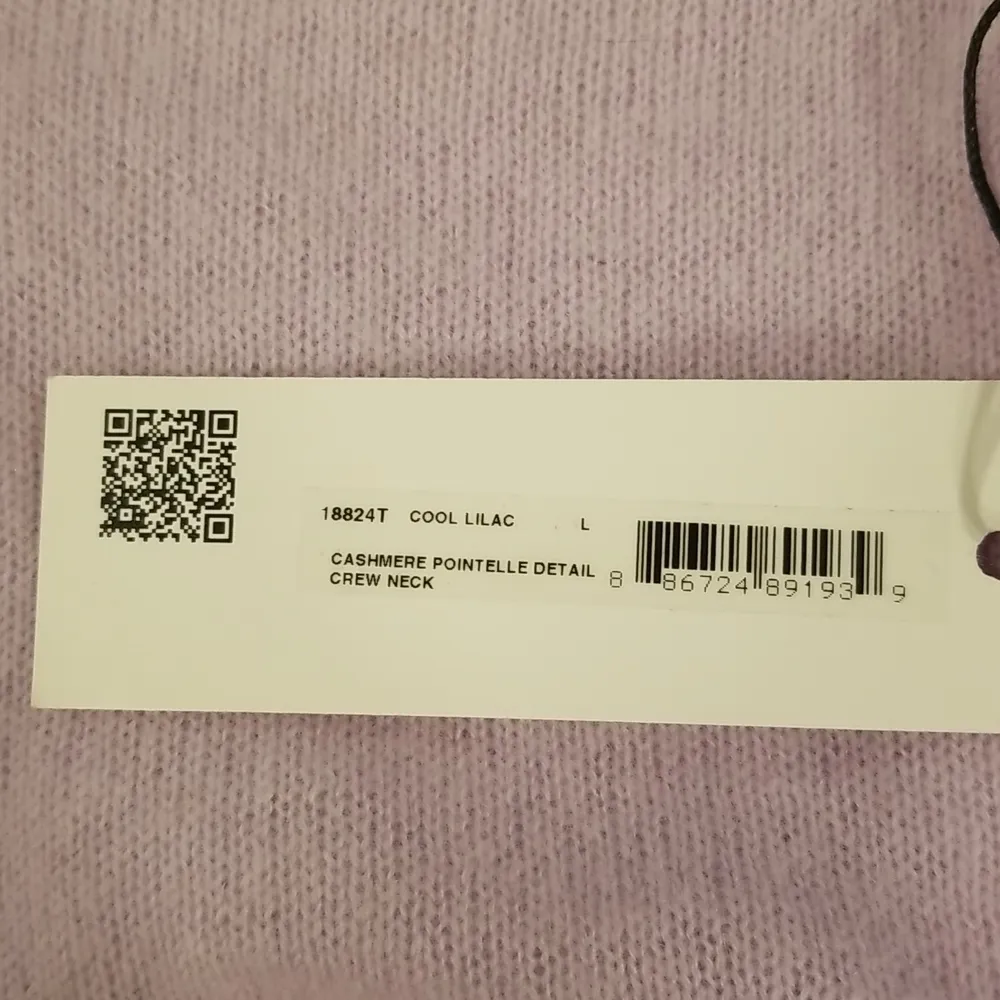 18824T COOL LILAC L
CASHMERE POINTELLE DETAIL
CREW NECK
8 86724 89193 9